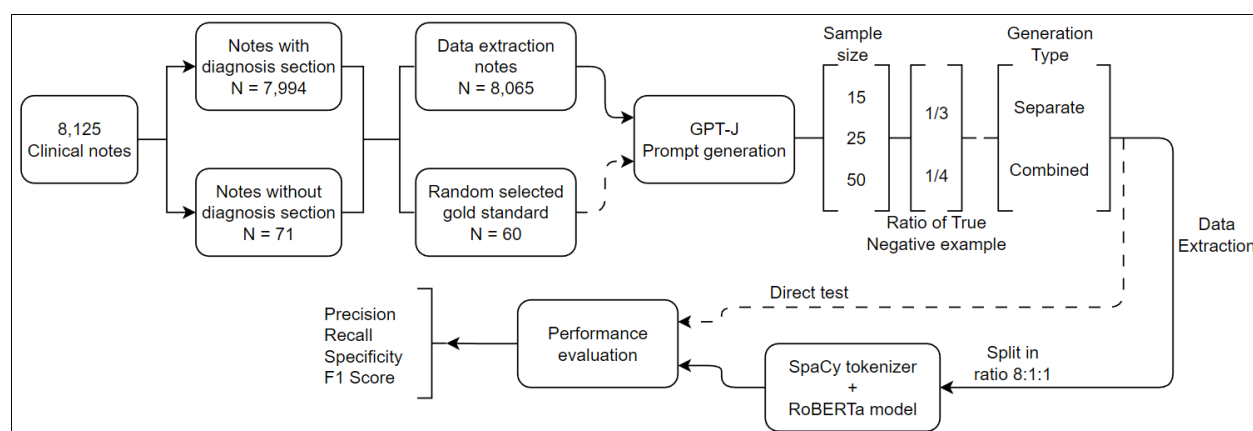 8,125
Clinical notes
Notes with
diagnosis section
N = 7,994
Notes without
diagnosis section
N = 71
Data extraction
notes
N = 8,065
Random selected
gold standard
N = 60
GPT-J
Prompt generation
Sample
size
15
25
50
1/3
1/4
Ratio of True
Negative example
Generation
Type
Separate
Combined
Data
Extraction
Direct test
Split in
ratio 8:1:1
SpaCy tokenizer
+
RoBERTa model
Performance
evaluation
Precision
Recall
Specificity
F1 Score